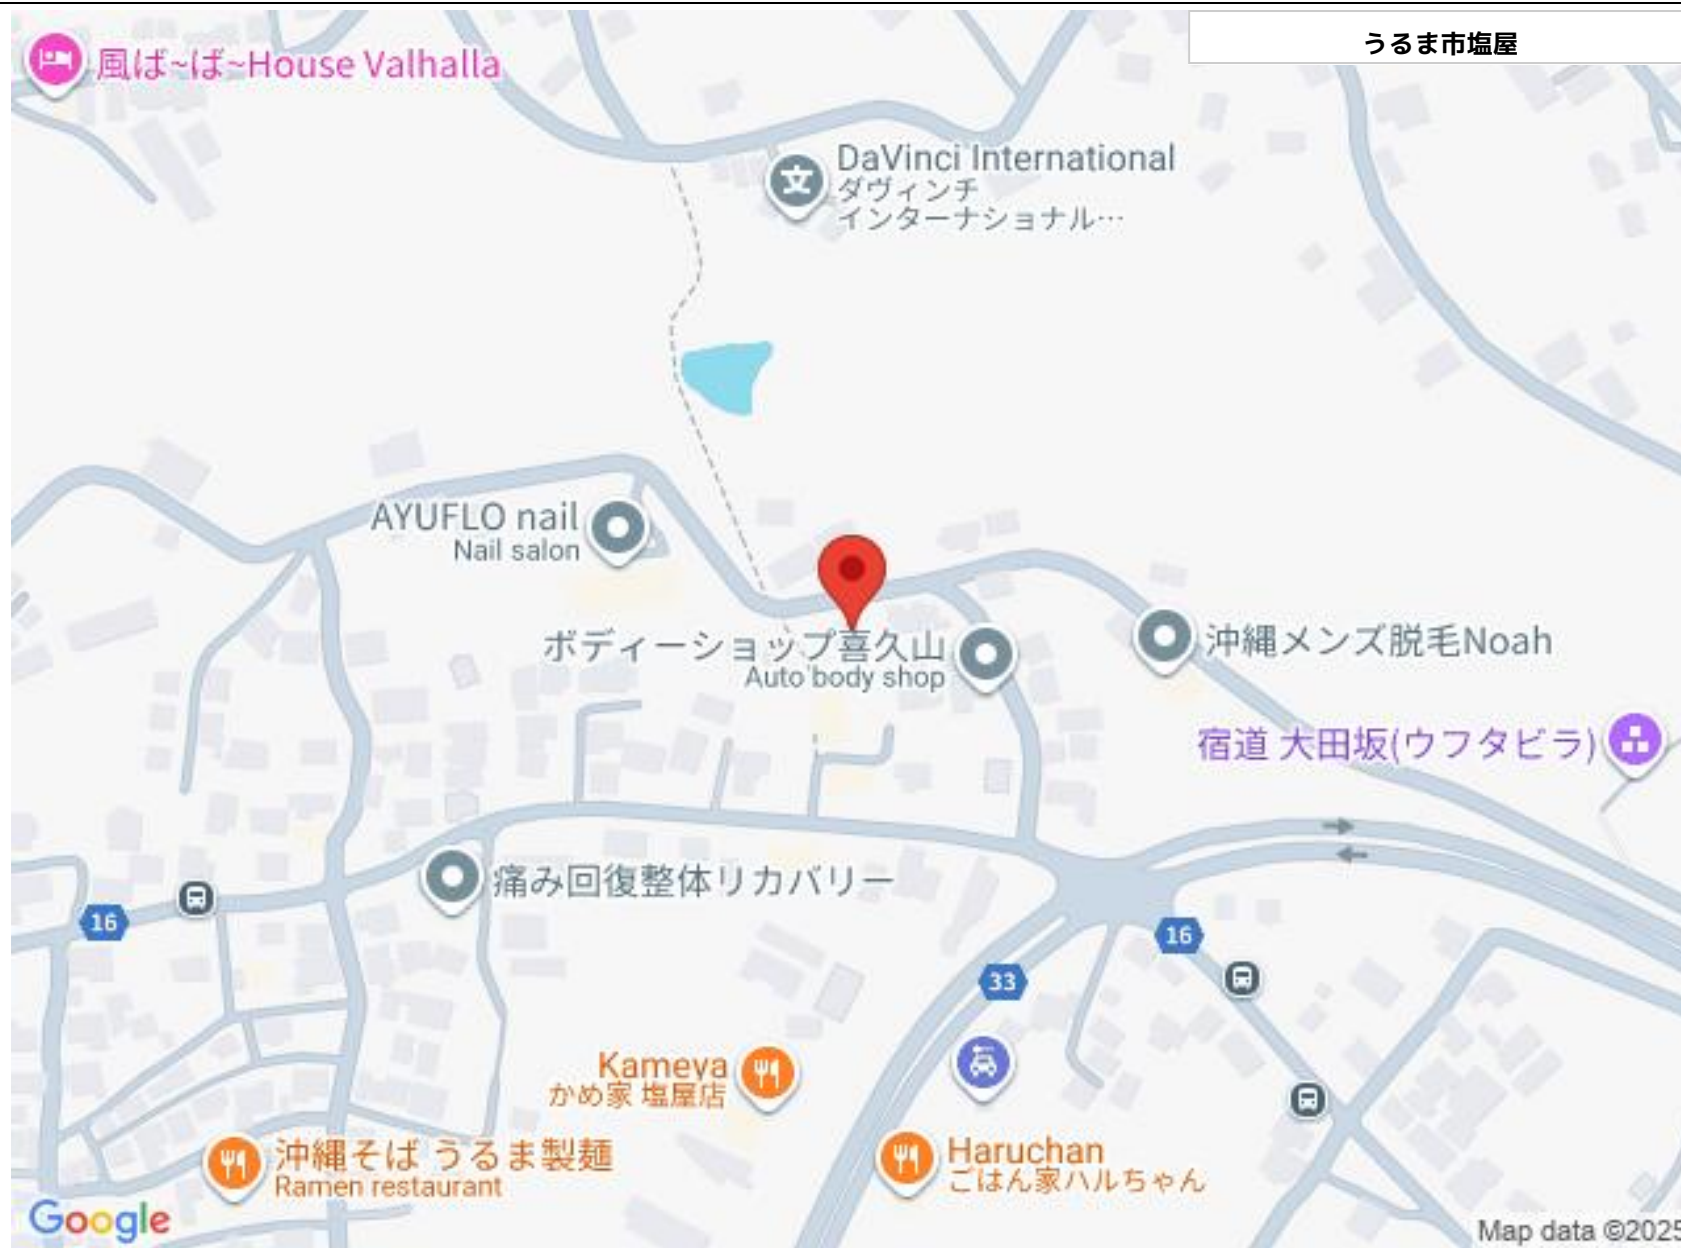 うるま市塩屋
風ば~ば~House Valhalla
DaVinci International
ダヴィンチ
インターナショナル…
AYUFLO nail
Nail salon
ボディーショップ喜久山
Auto body shop
沖縄メンズ脱毛Noah
宿道 大田坂(ウフタビラ)
痛み回復整体リカバリー
16
16
33
Kameya
かめ家 塩屋店
Haruchan
ごはん家ハルちゃん
沖縄そば うるま製麺
Ramen restaurant
Google
Map data ©2025